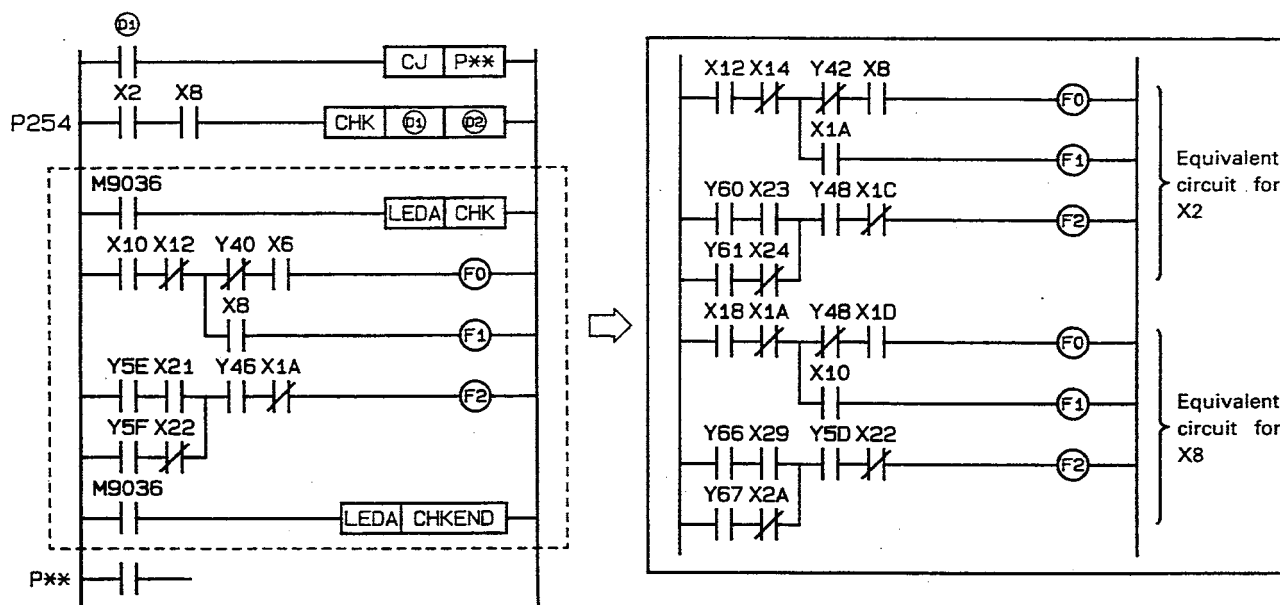 D1
CJ P**
X2 X8
P254 CHK D1 D2
M9036
LEDA CHK
X10 X12 Y40 X6
F0
X8
F1
Y5E X21 Y46 X1A
F2
Y5F X22
M9036
LEDA CHKEND
P**
X12 X14 Y42 X8
F0
X1A
F1
Y60 X23 Y48 X1C
F2
Y61 X24
Equivalent
circuit for
X2
X18 X1A Y48 X1D
F0
X10
F1
Y66 X29 Y5D X22
F2
Y67 X2A
Equivalent
circuit for
X8